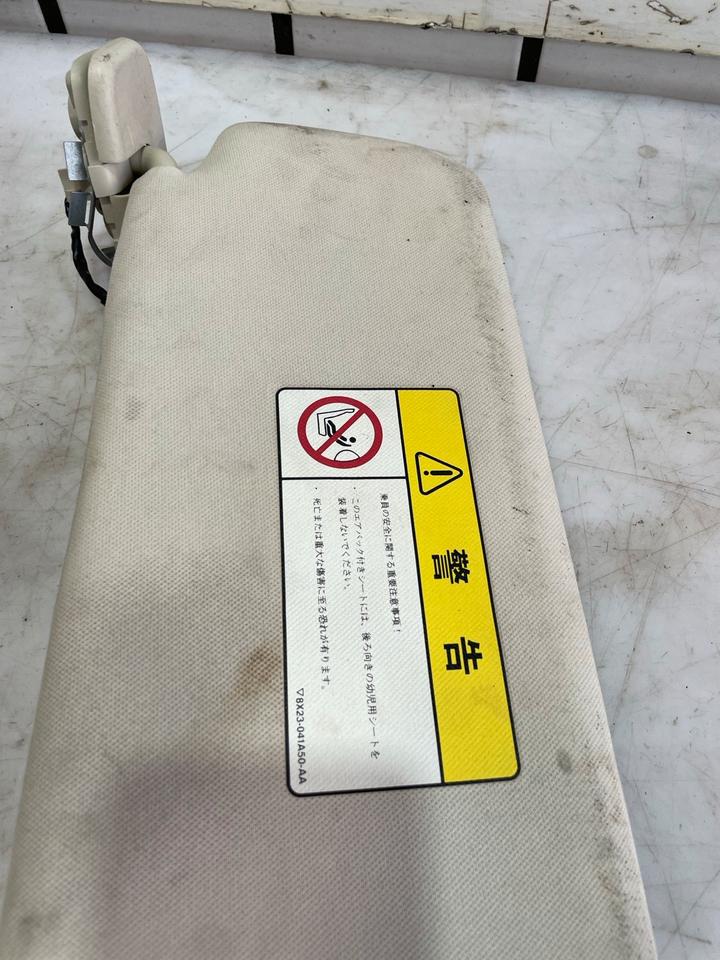 警告
乗員の安全に関する重要注意事項！
・このエアバック付きシートには、後ろ向きの幼児用シートを
装着しないでください。
・死亡または重大な傷害に至る恐れが有ります。
▽8X23-041A50-AA